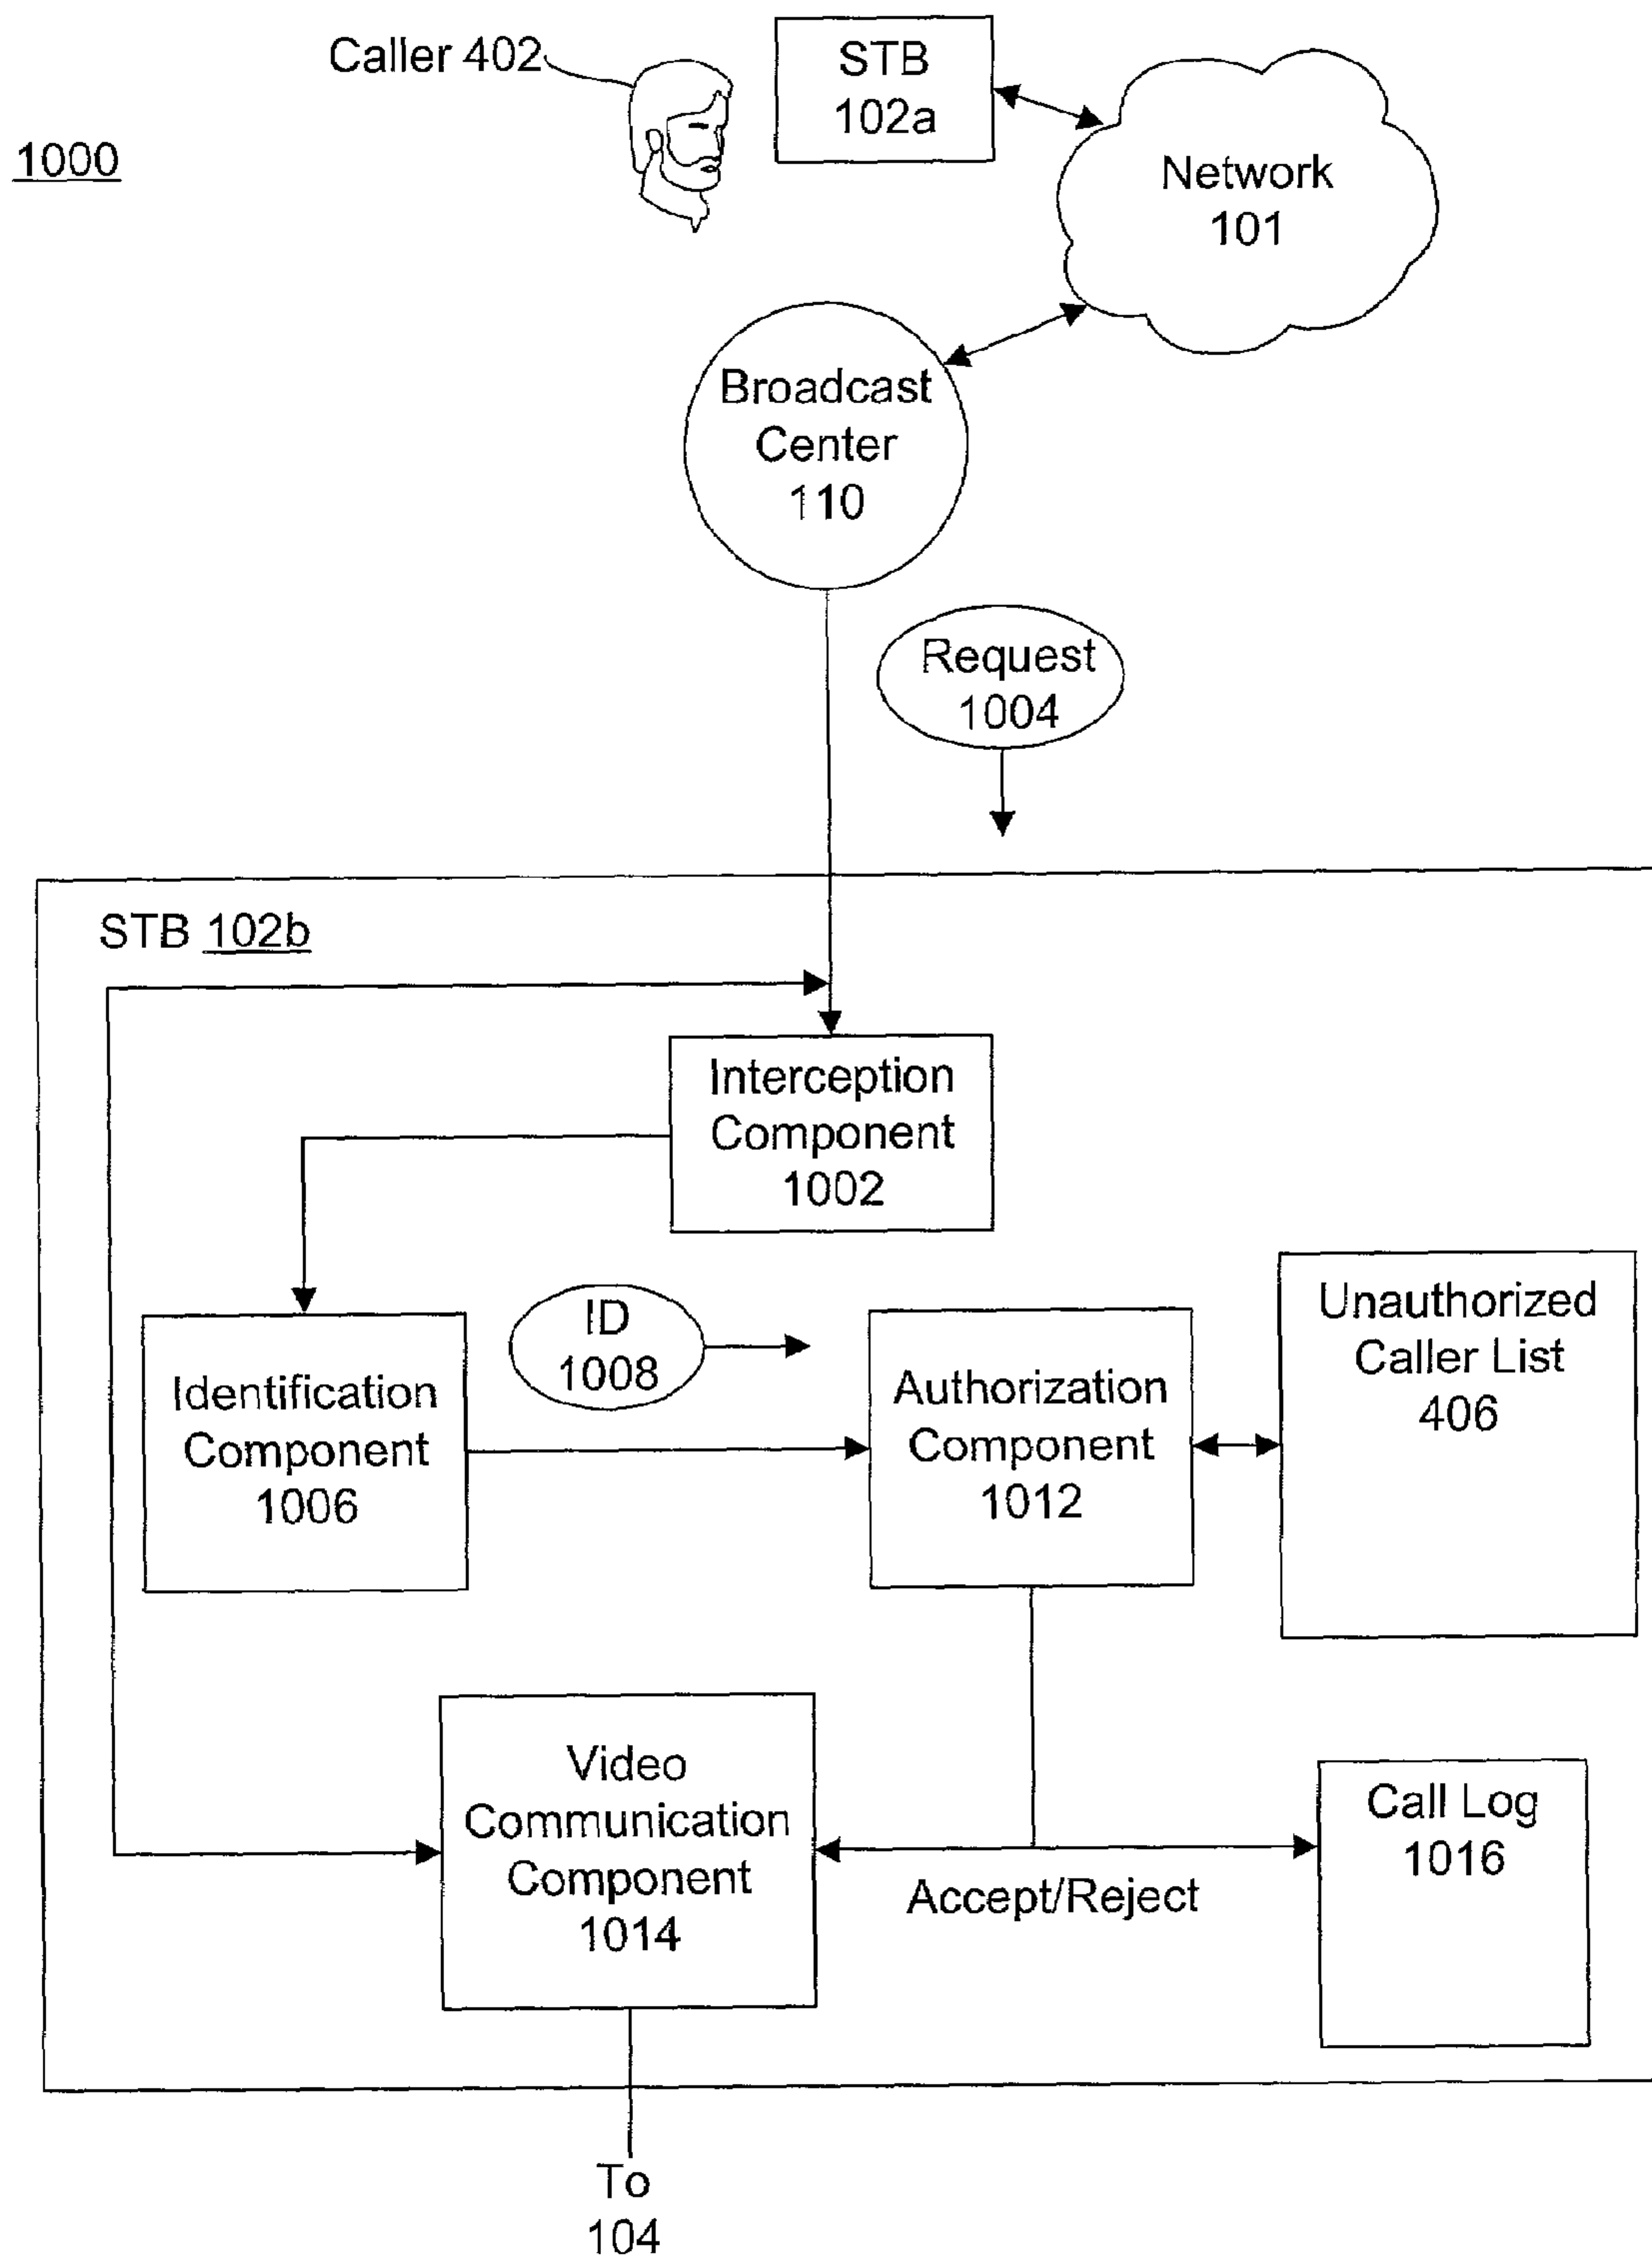 Caller 402
STB
102a
1000
Network
101
Broadcast
Center
110
Request
1004
STB 102b
Interception
Component
1002
ID
1008
Identification
Component
1006
Authorization
Component
1012
Unauthorized
Caller List
406
Video
Communication
Component
1014
Accept/Reject
Call Log
1016
To
104